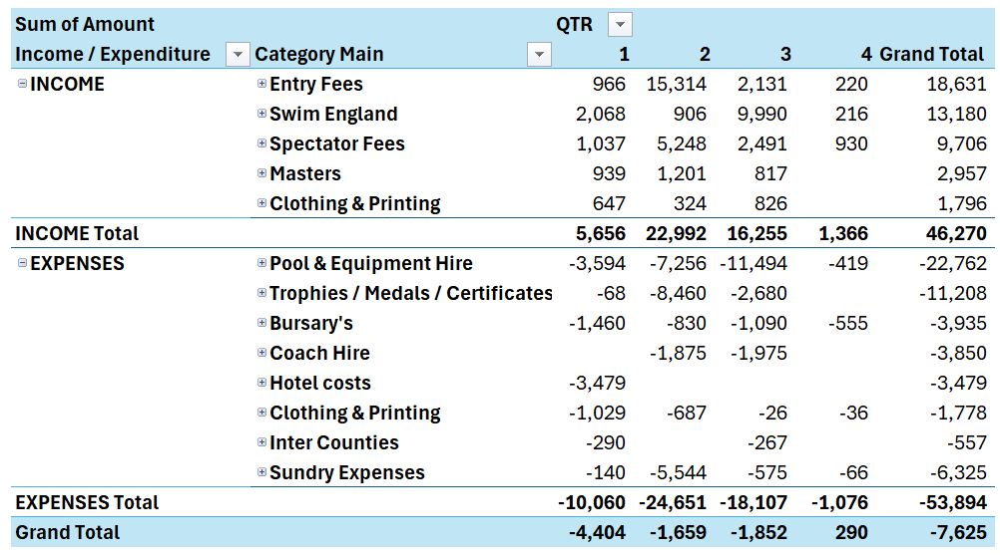 Sum of Amount QTR
Income / Expenditure Category Main 1 2 3 4 Grand Total
INCOME Entry Fees 966 15,314 2,131 220 18,631
Swim England 2,068 906 9,990 216 13,180
Spectator Fees 1,037 5,248 2,491 930 9,706
Masters 939 1,201 817 2,957
Clothing & Printing 647 324 826 1,796
INCOME Total 5,656 22,992 16,255 1,366 46,270
EXPENSES Pool & Equipment Hire -3,594 -7,256 -11,494 -419 -22,762
Trophies / Medals / Certificates -68 -8,460 -2,680 -11,208
Bursary's -1,460 -830 -1,090 -555 -3,935
Coach Hire -1,875 -1,975 -3,850
Hotel costs -3,479 -3,479
Clothing & Printing -1,029 -687 -26 -36 -1,778
Inter Counties -290 -267 -557
Sundry Expenses -140 -5,544 -575 -66 -6,325
EXPENSES Total -10,060 -24,651 -18,107 -1,076 -53,894
Grand Total -4,404 -1,659 -1,852 290 -7,625